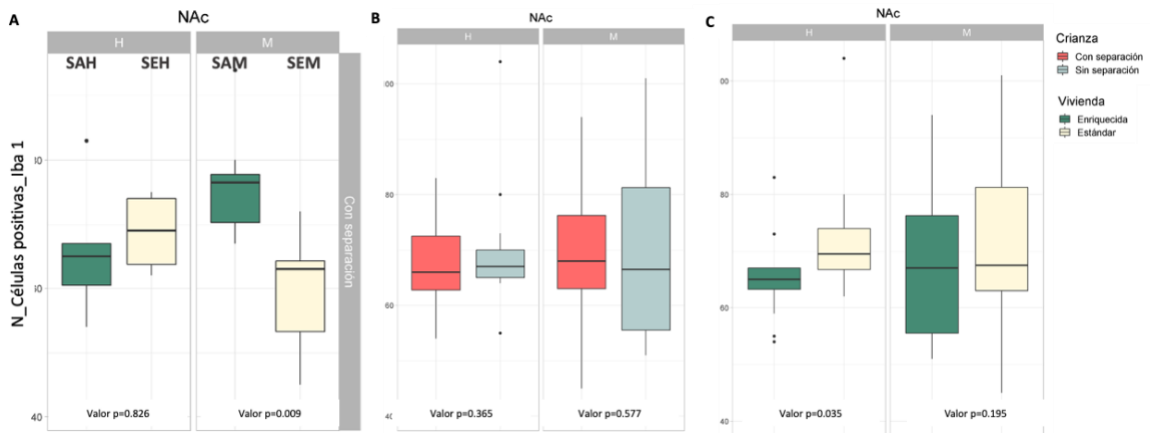 A
NAc
H
M
SAH
SEH
SAM
SEM
N_Células positivas_Iba 1
40
Con separación
Valor p=0.826
Valor p=0.009
B
NAc
H
M
80
60
Valor p=0.365
Valor p=0.577
C
NAc
H
M
80
60
40
Valor p=0.035
Valor p=0.195
Crianza
Con separación
Sin separación
Vivienda
Enriquecida
Estándar